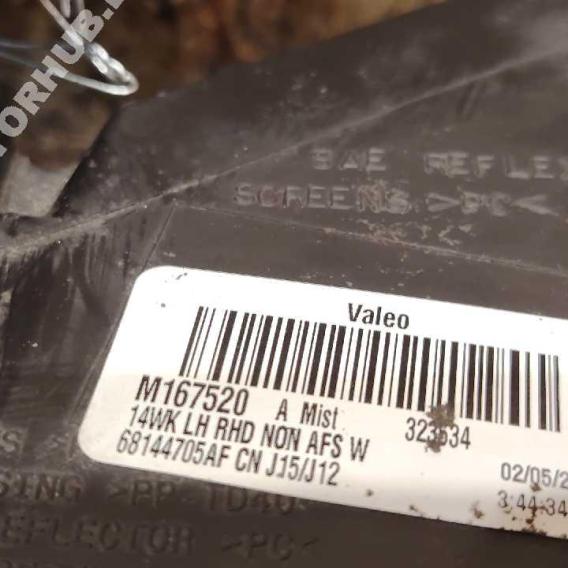 ORHUB.
SAE REFLEX
SCREENS >PC<
Valeo
M167520 A Mist 323534
14WK LH RHD NON AFS W
68144705AF CN J15/J12
02/05/2
3:44:34
SING >PP-TD40
REFLECTOR >PC<